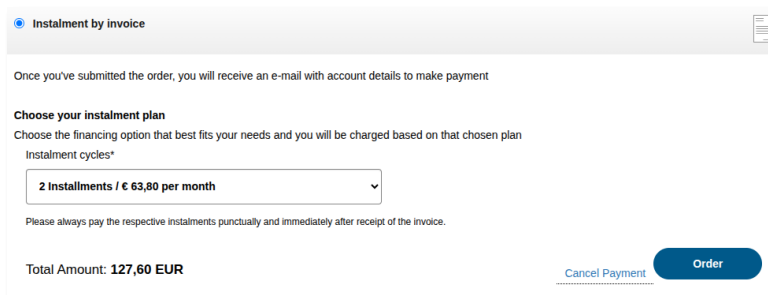 Instalment by invoice
Once you've submitted the order, you will receive an e-mail with account details to make payment
Choose your instalment plan
Choose the financing option that best fits your needs and you will be charged based on that chosen plan
Instalment cycles*
2 Installments / € 63,80 per month
Please always pay the respective instalments punctually and immediately after receipt of the invoice.
Total Amount: 127,60 EUR
Cancel Payment
Order